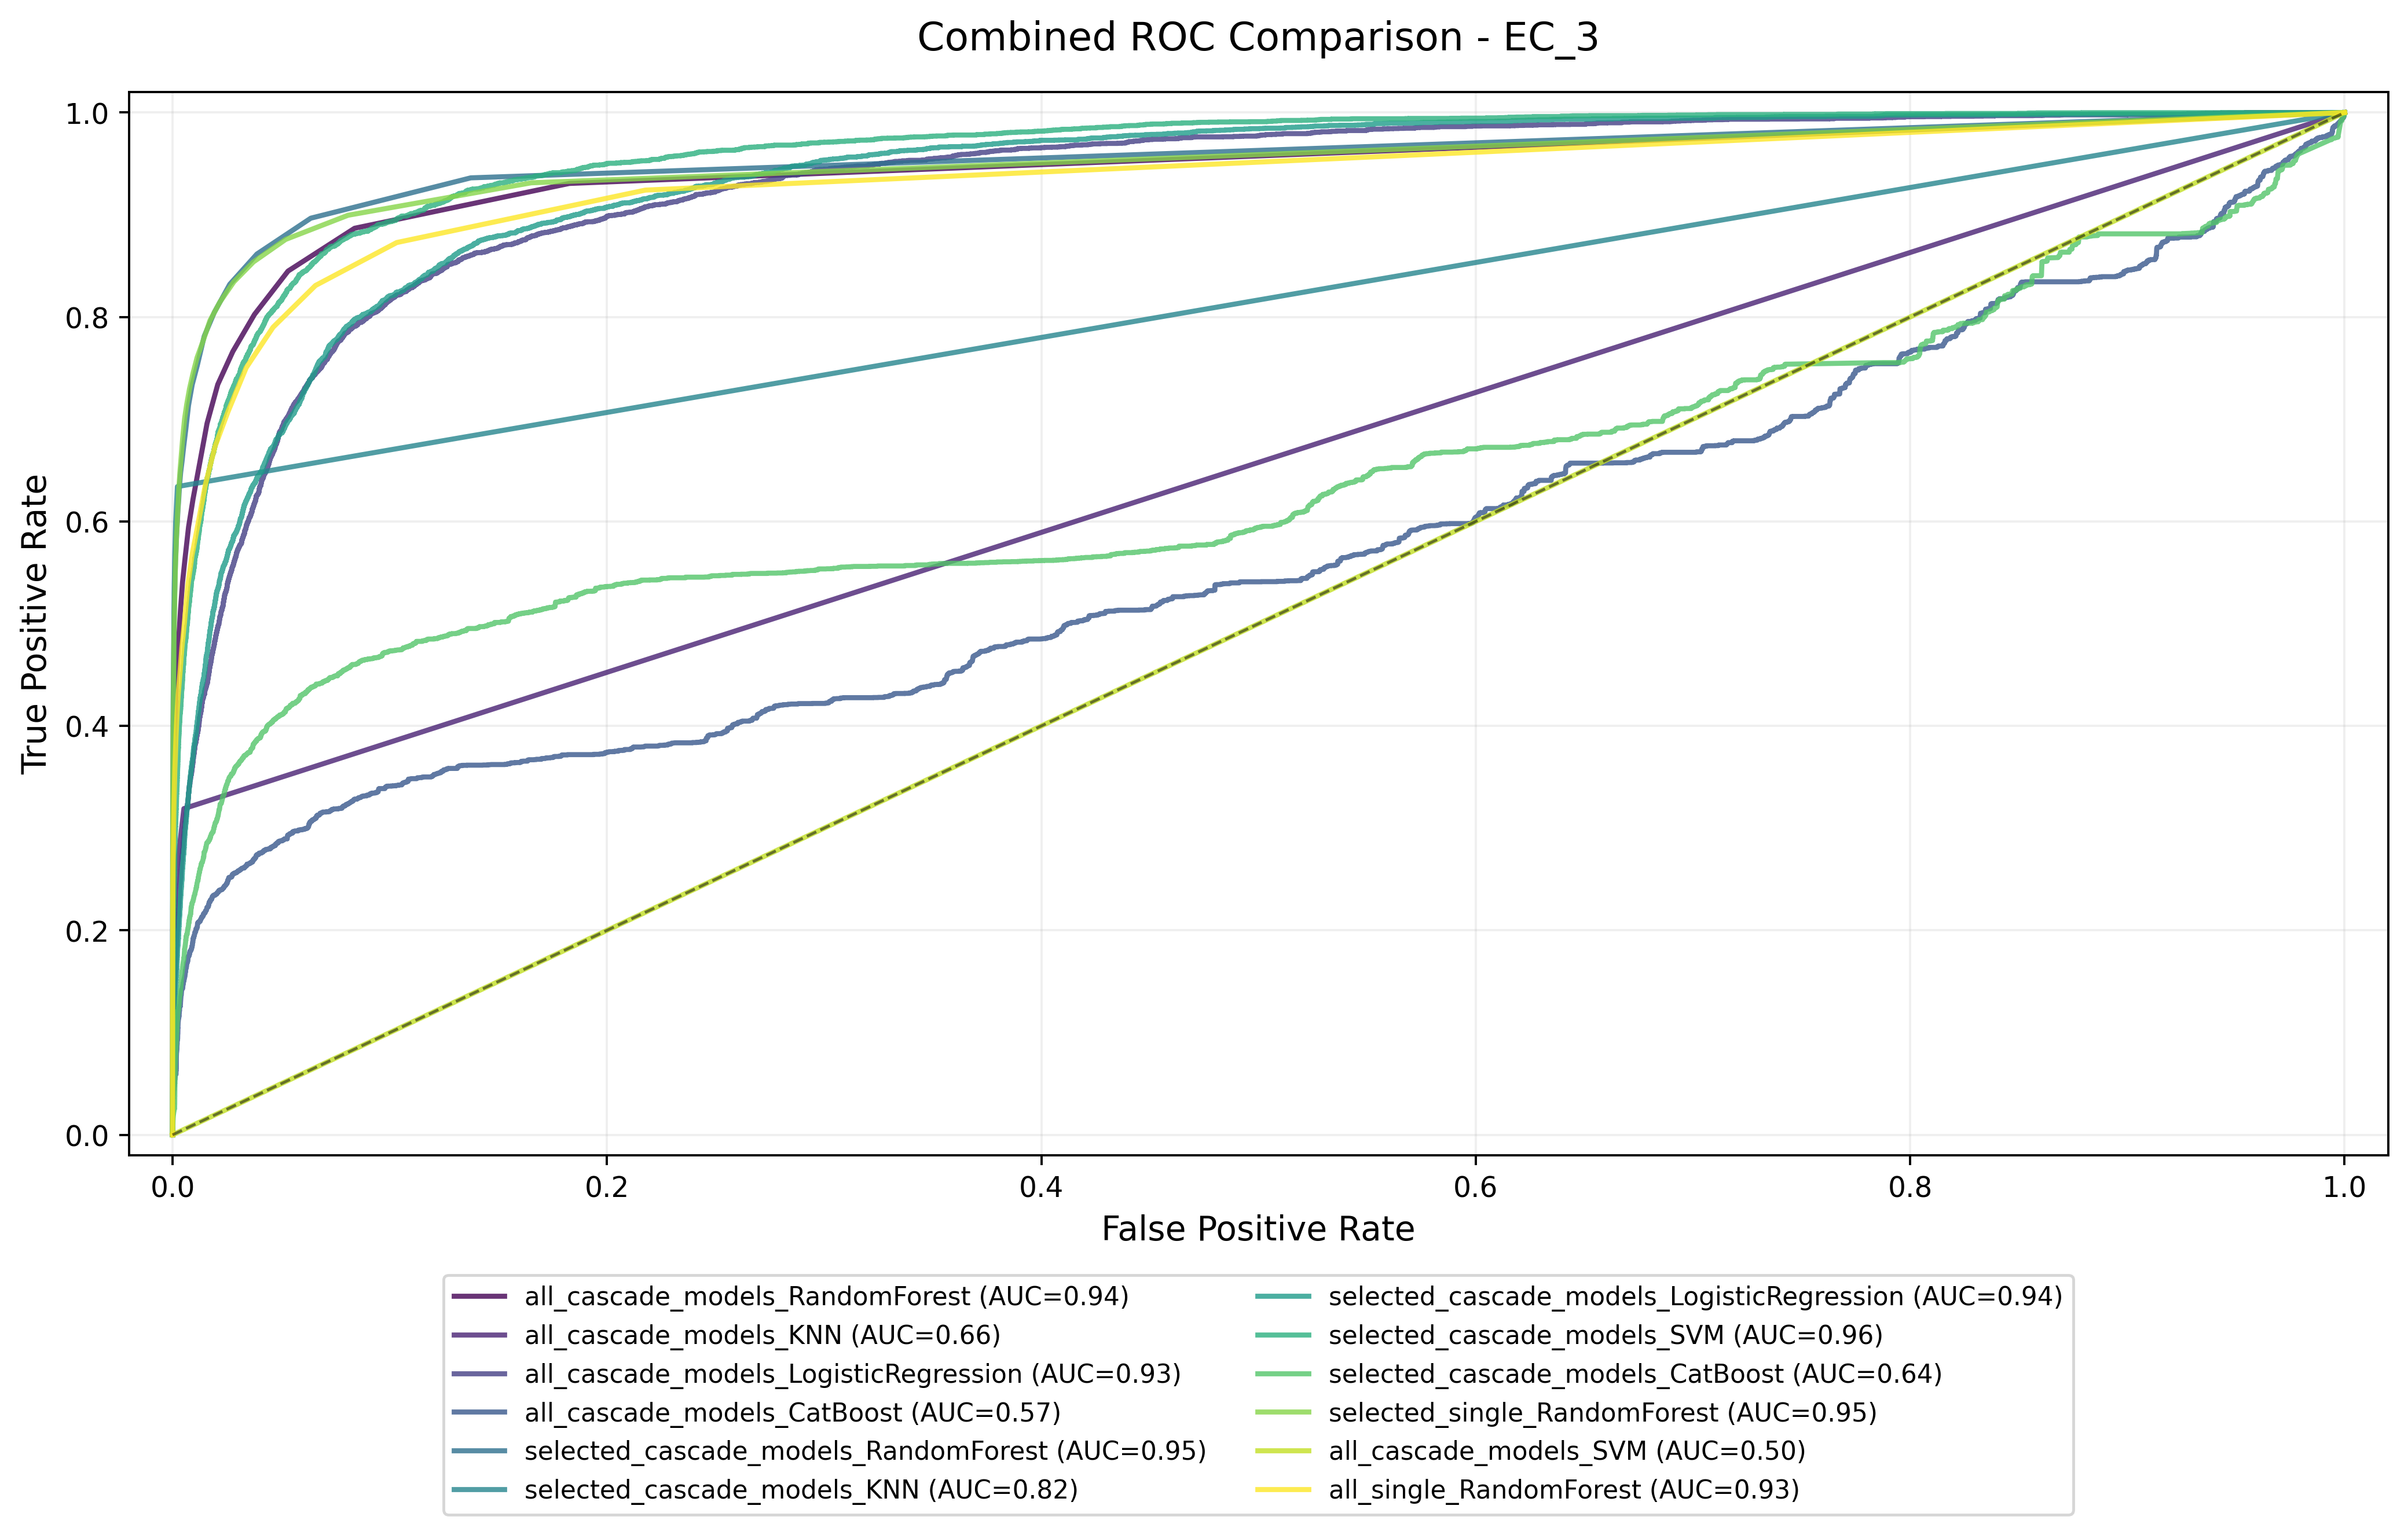 Combined ROC Comparison - EC_3
1.0
0.8
0.6
0.4
0.2
0.0
True Positive Rate
0.0 0.2 0.4 0.6 0.8 1.0
False Positive Rate
all_cascade_models_RandomForest (AUC=0.94)
all_cascade_models_KNN (AUC=0.66)
all_cascade_models_LogisticRegression (AUC=0.93)
all_cascade_models_CatBoost (AUC=0.57)
selected_cascade_models_RandomForest (AUC=0.95)
selected_cascade_models_KNN (AUC=0.82)
selected_cascade_models_LogisticRegression (AUC=0.94)
selected_cascade_models_SVM (AUC=0.96)
selected_cascade_models_CatBoost (AUC=0.64)
selected_single_RandomForest (AUC=0.95)
all_cascade_models_SVM (AUC=0.50)
all_single_RandomForest (AUC=0.93)